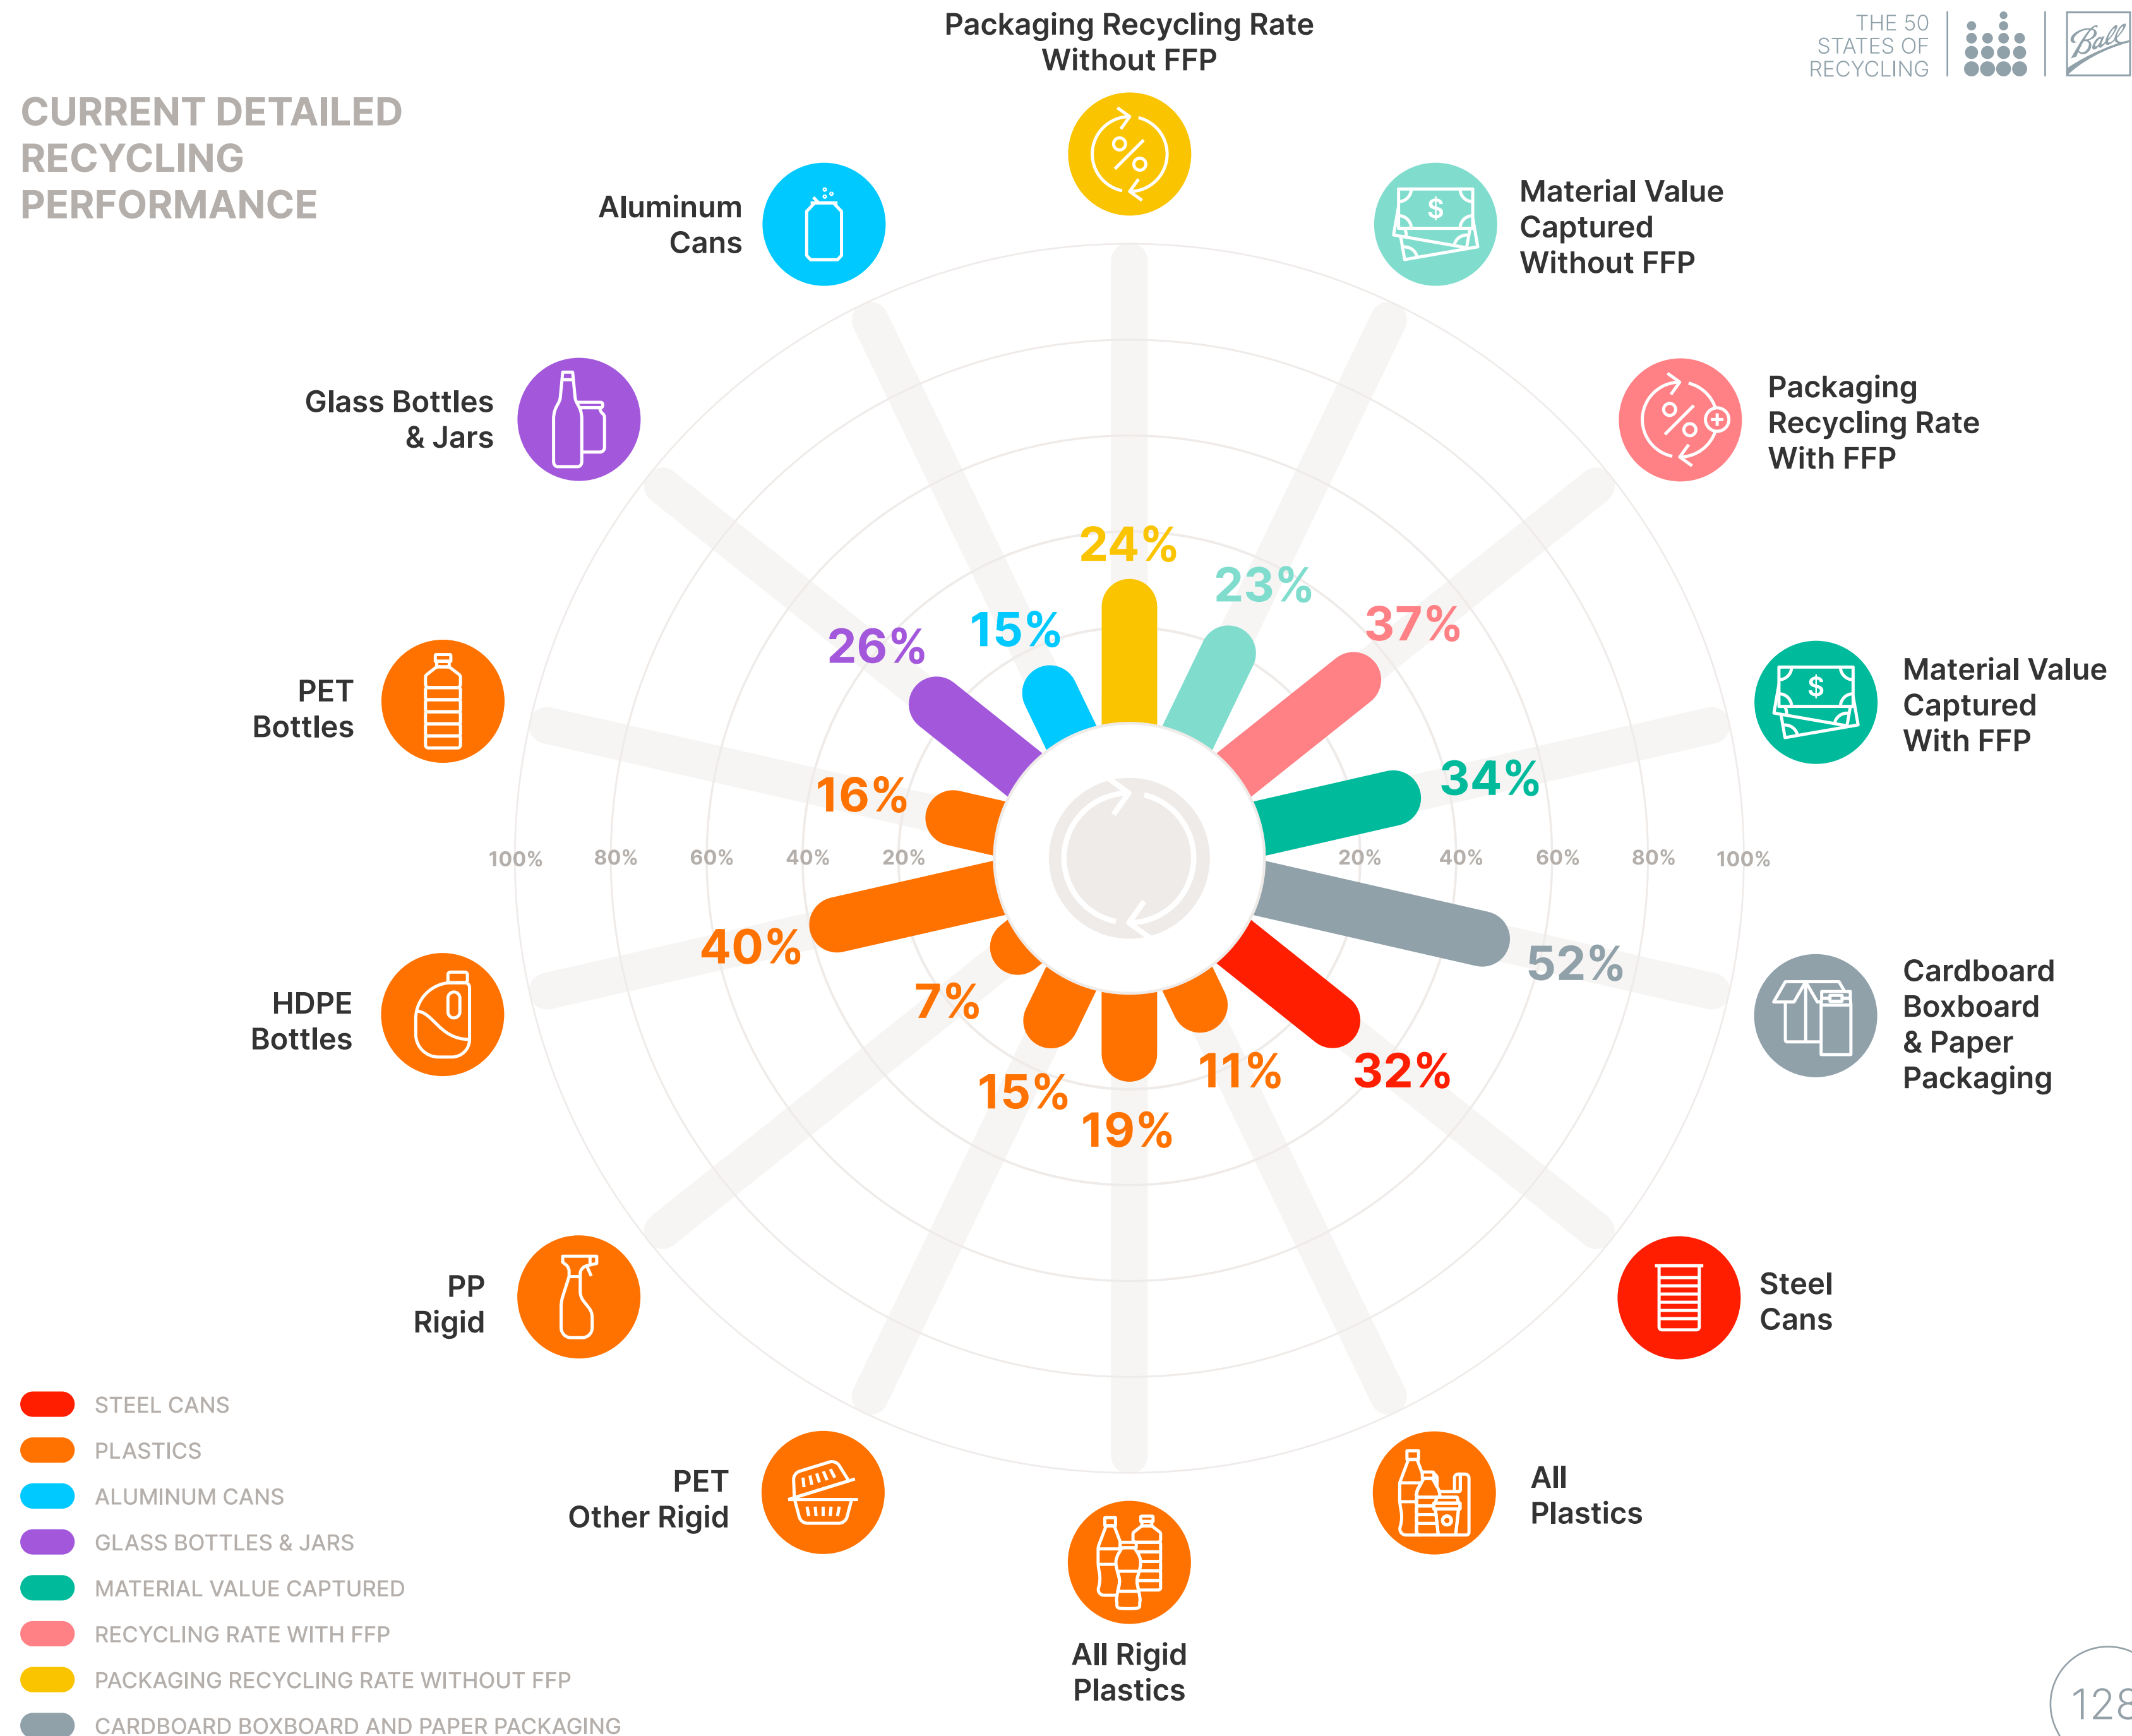 CURRENT DETAILED
RECYCLING
PERFORMANCE
THE 50
STATES OF
RECYCLING
Ball
Packaging Recycling Rate
Without FFP
Material Value
Captured
Without FFP
Packaging
Recycling Rate
With FFP
Material Value
Captured
With FFP
Cardboard
Boxboard
& Paper
Packaging
Steel
Cans
All
Plastics
All Rigid
Plastics
PET
Other Rigid
PP
Rigid
HDPE
Bottles
PET
Bottles
Glass Bottles
& Jars
Aluminum
Cans
%
$
%
$
24%
23%
37%
34%
52%
32%
11%
19%
15%
7%
40%
16%
26%
15%
100% 80% 60% 40% 20% 20% 40% 60% 80% 100%
STEEL CANS
PLASTICS
ALUMINUM CANS
GLASS BOTTLES & JARS
MATERIAL VALUE CAPTURED
RECYCLING RATE WITH FFP
PACKAGING RECYCLING RATE WITHOUT FFP
CARDBOARD BOXBOARD AND PAPER PACKAGING
128